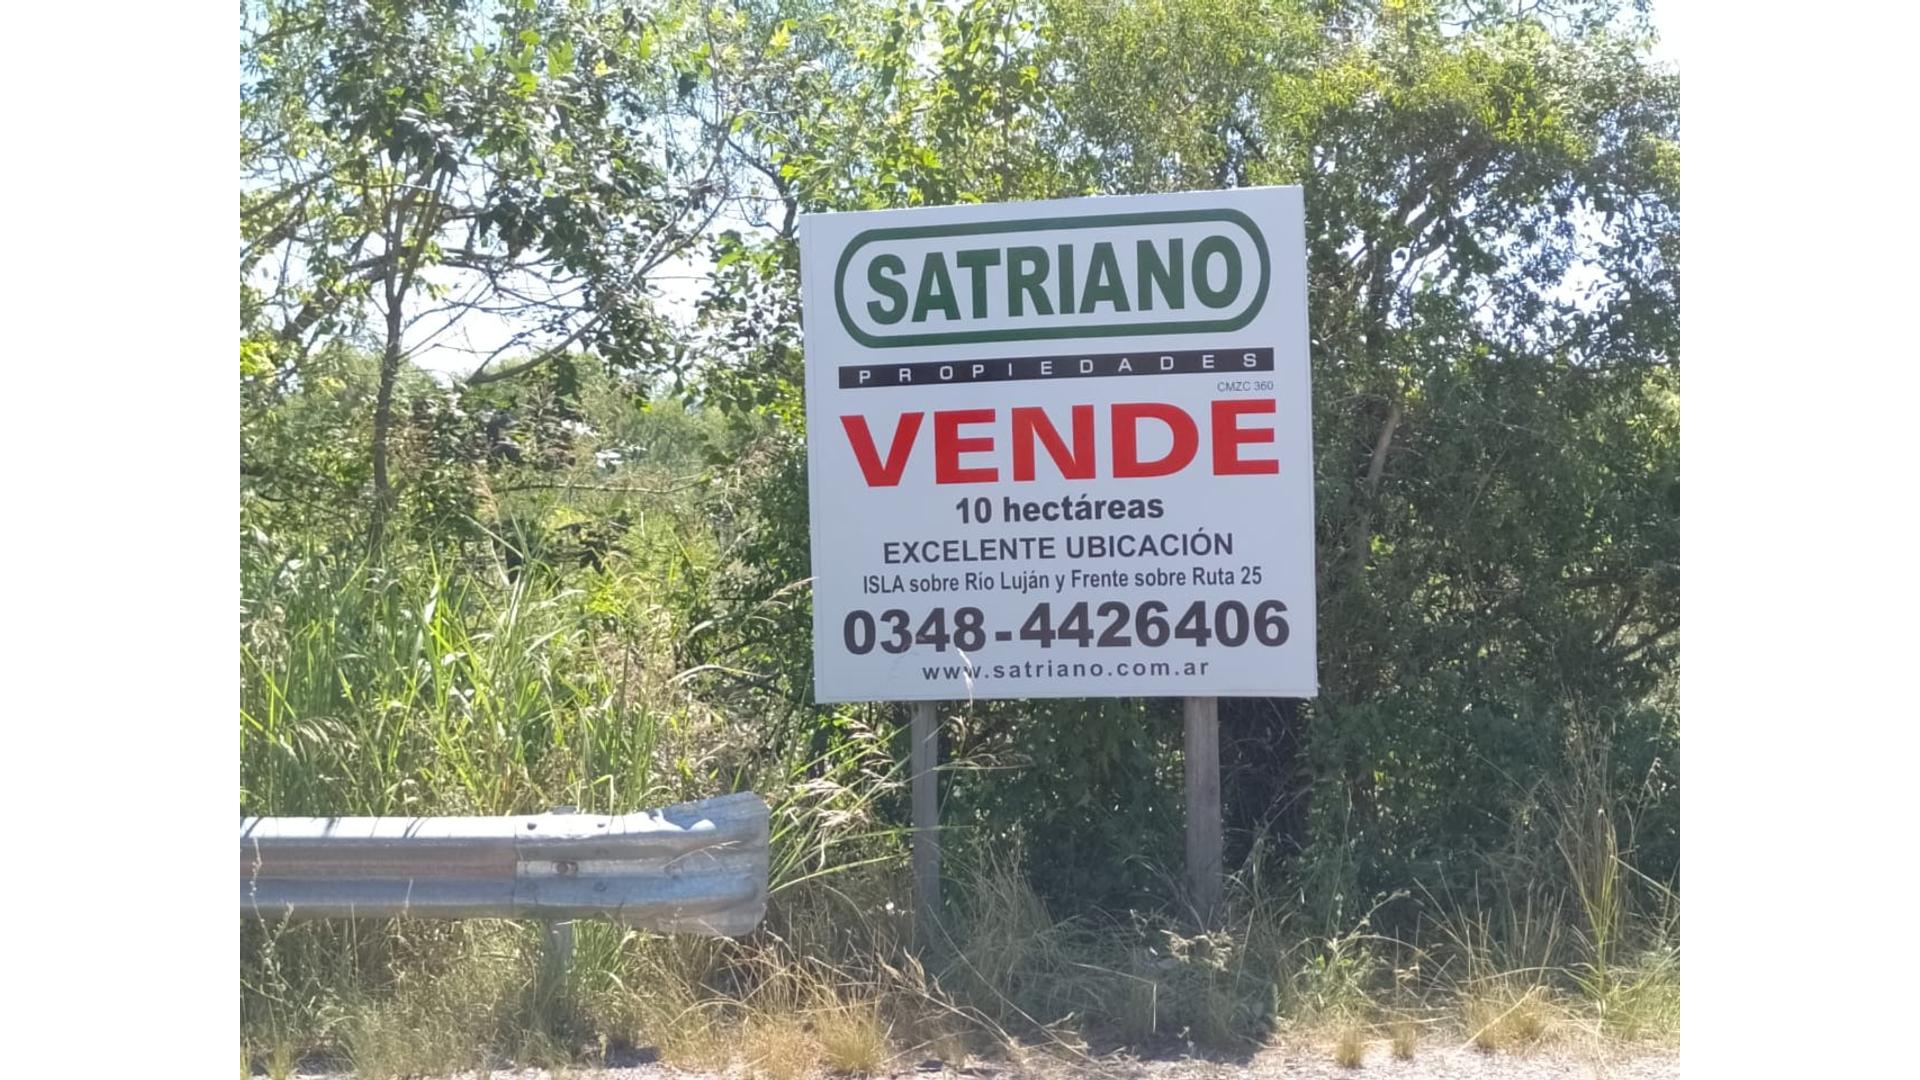 SATRIANO
PROPIEDADES
CMZC 360
VENDE
10 hectáreas
EXCELENTE UBICACIÓN
ISLA sobre Río Luján y Frente sobre Ruta 25
0348-4426406
www.satriano.com.ar